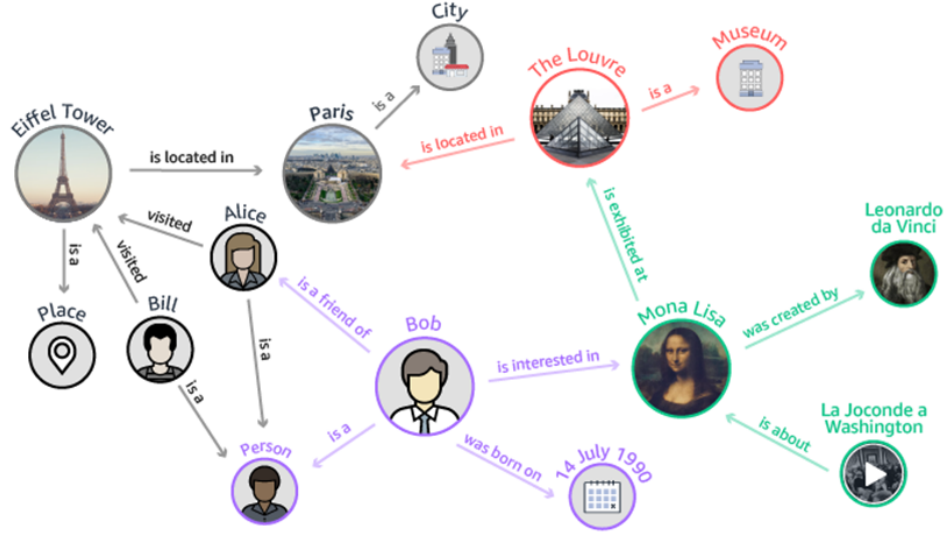 City
is a
The Louvre
is a
Museum
Eiffel Tower
is located in
Paris
is located in
visited
Alice
is a
visited
is exhibited at
Leonardo
da Vinci
Place
Bill
is a friend of
Bob
Mona Lisa
was created by
is a
is interested in
is a
Person
is a
was born on
14 July 1990
is about
La Joconde a
Washington